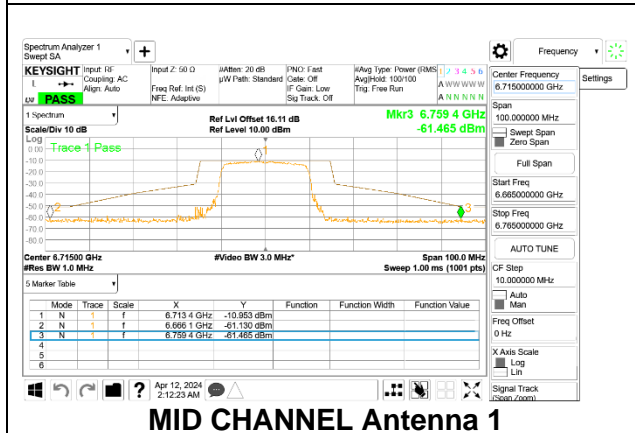 Spectrum Analyzer 1
Swept SA
+
Frequency
KEYSIGHT
L
PASS
Input: RF
Coupling: AC
Align: Auto
Input Z: 50 Ω
Freq Ref: Int (S)
NFE: Adaptive
#Atten: 20 dB
µW Path: Standard
PNO: Fast
Gate: Off
IF Gain: Low
Sig Track: Off
#Avg Type: Power (RMS
Avg|Hold: 100/100
Trig: Free Run
1 2 3 4 5 6
A W W W W W
A N N N N N
1 Spectrum
Scale/Div 10 dB
Ref Lvl Offset 16.11 dB
Ref Level 10.00 dBm
Mkr3 6.759 4 GHz
-61.465 dBm
Log
Trace 1 Pass
0.00
-10.0
-20.0
-30.0
-40.0
-50.0
-60.0
-70.0
-80.0
1
2
3
Center 6.71500 GHz
#Res BW 1.0 MHz
#Video BW 3.0 MHz*
Span 100.0 MHz
Sweep 1.00 ms (1001 pts)
5 Marker Table
Mode Trace Scale X Y Function Function Width Function Value
1 N 1 f 6.713 4 GHz -10.953 dBm
2 N 1 f 6.666 1 GHz -61.130 dBm
3 N 1 f 6.759 4 GHz -61.465 dBm
4
5
6
Apr 12, 2024
2:12:23 AM
?
Center Frequency
6.715000000 GHz
Settings
Span
100.000000 MHz
Swept Span
Zero Span
Full Span
Start Freq
6.665000000 GHz
Stop Freq
6.765000000 GHz
AUTO TUNE
CF Step
10.000000 MHz
Auto
Man
Freq Offset
0 Hz
X Axis Scale
Log
Lin
Signal Track
(Span Zoom)
MID CHANNEL Antenna 1